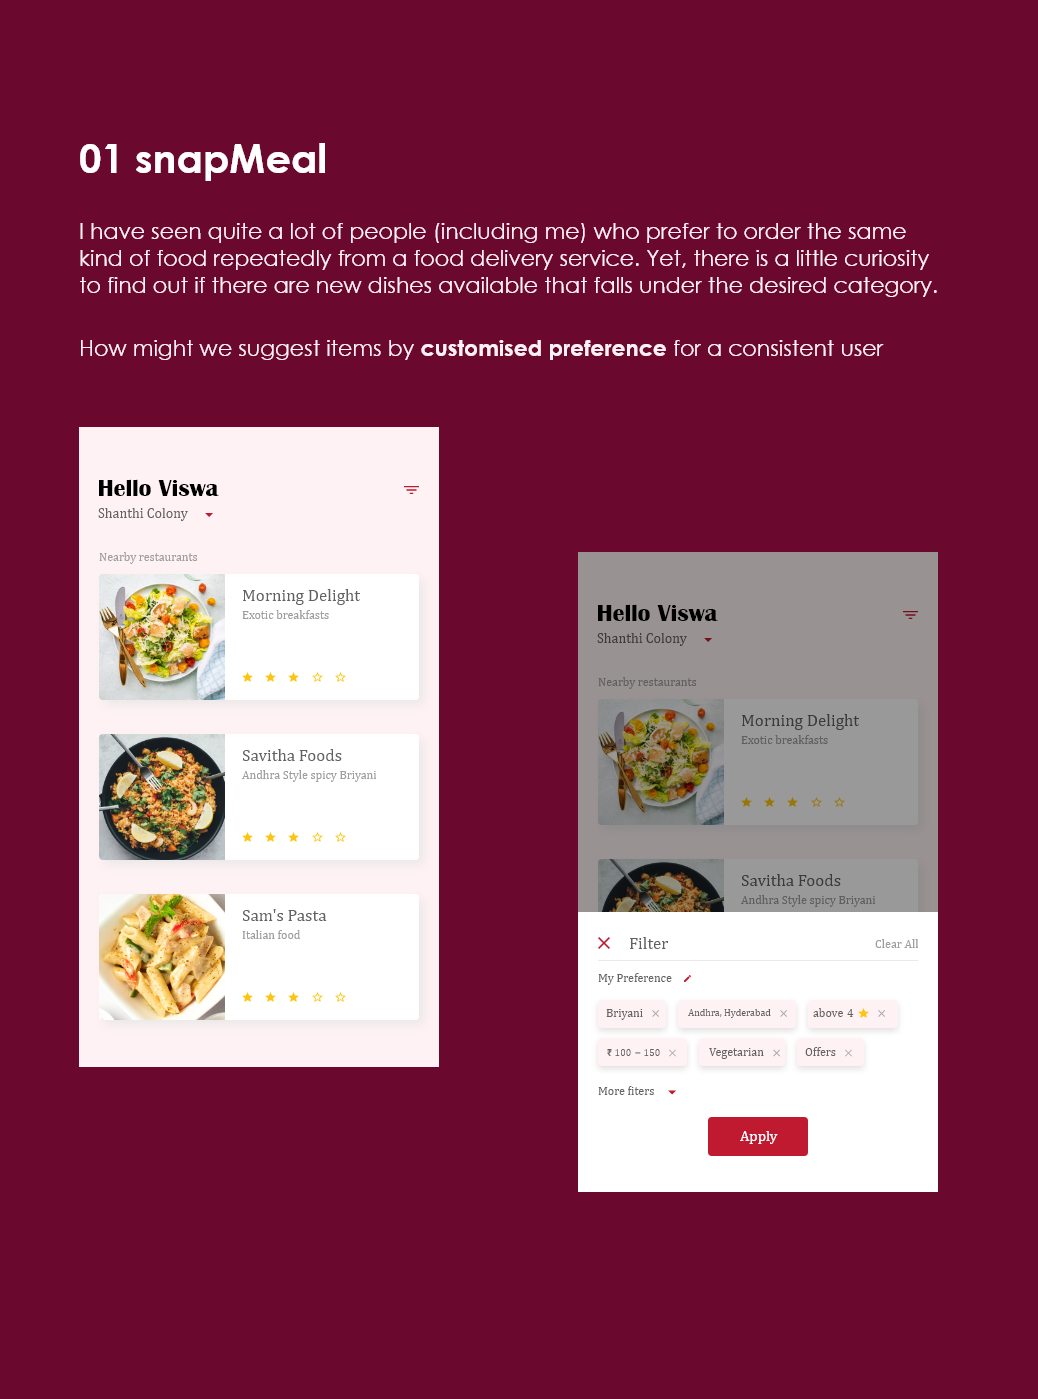 01 snapMeal
I have seen quite a lot of people (including me) who prefer to order the same
kind of food repeatedly from a food delivery service. Yet, there is a little curiosity
to find out if there are new dishes available that falls under the desired category.
How might we suggest items by customised preference for a consistent user
Hello Viswa
Shanthi Colony
Nearby restaurants
Morning Delight
Exotic breakfasts
Savitha Foods
Andhra Style spicy Briyani
Sam's Pasta
Italian food
Hello Viswa
Shanthi Colony
Nearby restaurants
Morning Delight
Exotic breakfasts
Savitha Foods
Andhra Style spicy Briyani
Filter Clear All
My Preference
Briyani Andhra, Hyderabad above 4
₹ 100 – 150 Vegetarian Offers
More fiters
Apply